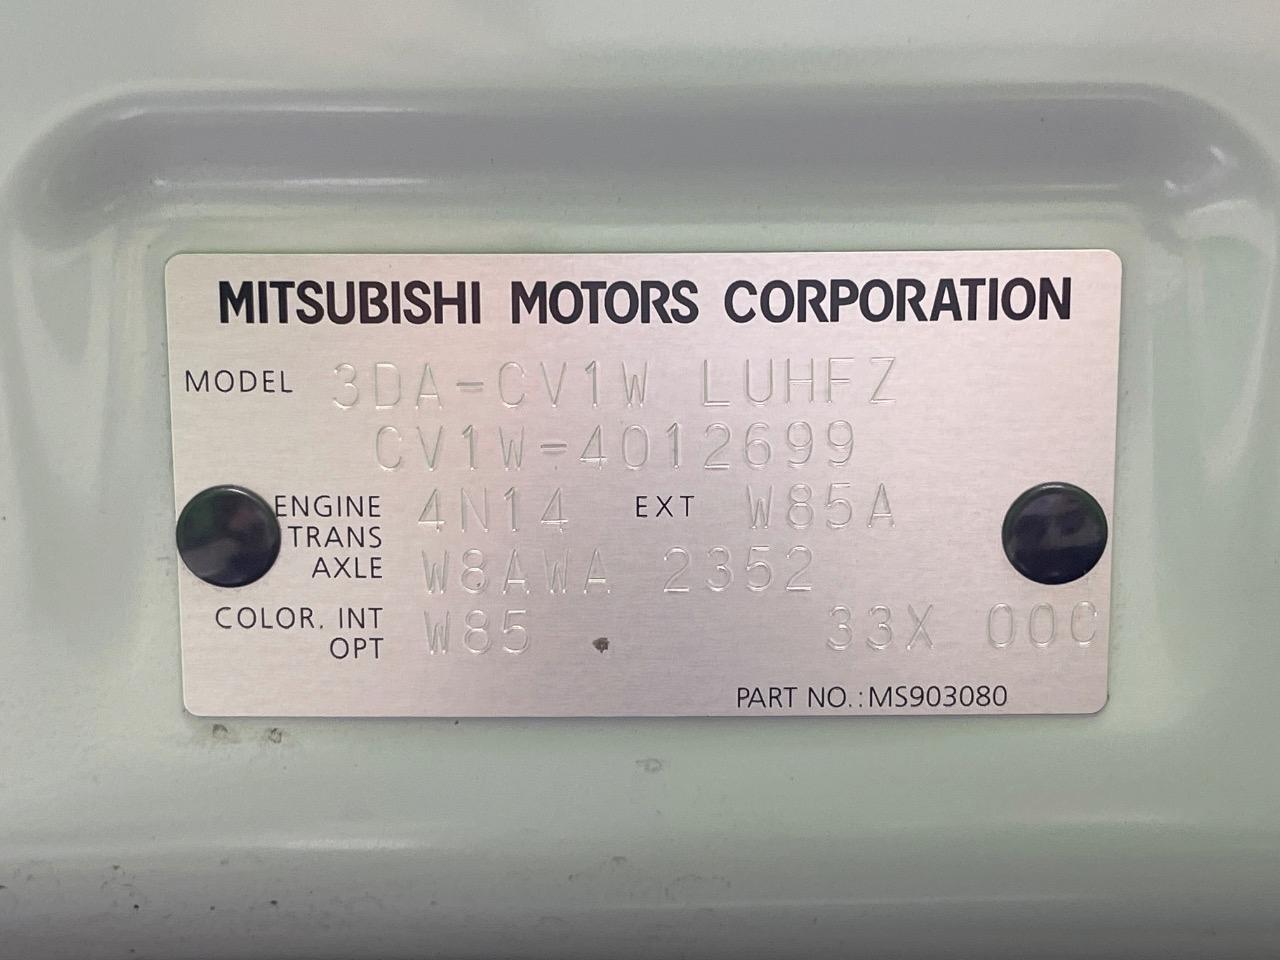 MITSUBISHI MOTORS CORPORATION
MODEL 3DA-CV1W LUHFZ
CV1W-4012699
ENGINE 4N14 EXT W85A
TRANS
AXLE W8AWA 2352
COLOR. INT W85 33X 00C
OPT
PART NO.:MS903080